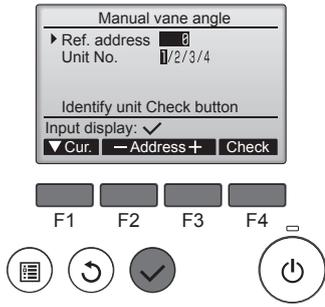 Manual vane angle
Ref. address 0
Unit No. 1/2/3/4
Identify unit Check button
Input display: ✓
▼ Cur. − Address + Check
F1 F2 F3 F4